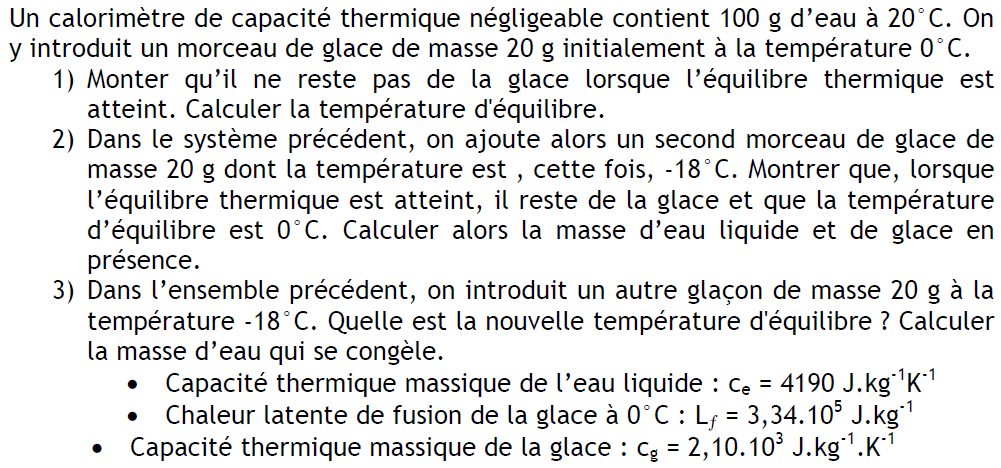 Un calorimètre de capacité thermique négligeable contient 100 g d'eau à 20°C. On
y introduit un morceau de glace de masse 20 g initialement à la température 0°C.
1) Monter qu'il ne reste pas de la glace lorsque l'équilibre thermique est
atteint. Calculer la température d'équilibre.
2) Dans le système précédent, on ajoute alors un second morceau de glace de
masse 20 g dont la température est , cette fois, -18°C. Montrer que, lorsque
l'équilibre thermique est atteint, il reste de la glace et que la température
d'équilibre est 0°C. Calculer alors la masse d'eau liquide et de glace en
présence.
3) Dans l'ensemble précédent, on introduit un autre glaçon de masse 20 g à la
température -18°C. Quelle est la nouvelle température d'équilibre ? Calculer
la masse d'eau qui se congèle.
• Capacité thermique massique de l'eau liquide : cₑ = 4190 J.kg⁻¹K⁻¹
• Chaleur latente de fusion de la glace à 0°C : L_f = 3,34.10⁵ J.kg⁻¹
• Capacité thermique massique de la glace : c_g = 2,10.10³ J.kg⁻¹.K⁻¹